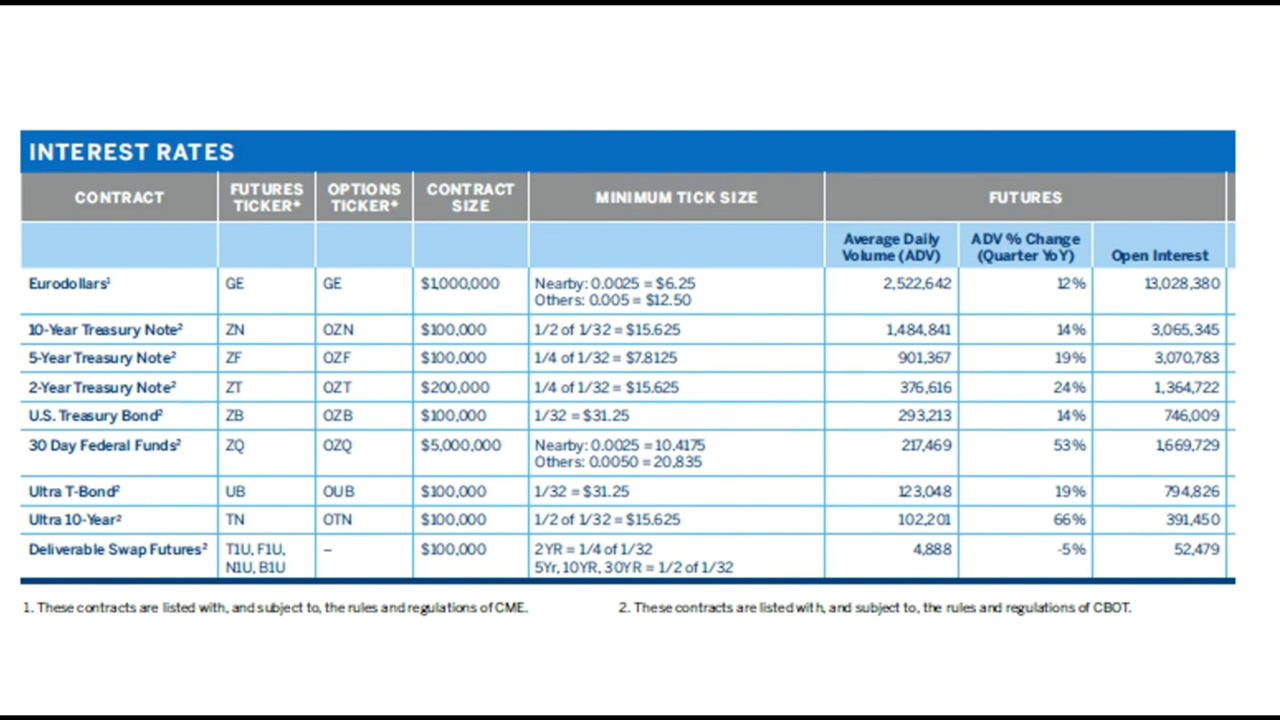 INTEREST RATES
CONTRACT FUTURES TICKER* OPTIONS TICKER* CONTRACT SIZE MINIMUM TICK SIZE FUTURES
Average Daily Volume (ADV) ADV % Change (Quarter YoY) Open Interest
Eurodollars¹ GE GE $1,000,000 Nearby: 0.0025 = $6.25 2,522,642 12% 13,028,380
Others: 0.005 = $12.50
10-Year Treasury Note² ZN OZN $100,000 1/2 of 1/32 = $15.625 1,484,841 14% 3,065,345
5-Year Treasury Note² ZF OZF $100,000 1/4 of 1/32 = $7.8125 901,367 19% 3,070,783
2-Year Treasury Note² ZT OZT $200,000 1/4 of 1/32 = $15.625 376,616 24% 1,364,722
U.S. Treasury Bond² ZB OZB $100,000 1/32 = $31.25 293,213 14% 746,009
30 Day Federal Funds² ZQ OZQ $5,000,000 Nearby: 0.0025 = 10.4175 217,469 53% 1,669,729
Others: 0.0050 = 20,835
Ultra T-Bond² UB OUB $100,000 1/32 = $31.25 123,048 19% 794,826
Ultra 10-Year² TN OTN $100,000 1/2 of 1/32 = $15.625 102,201 66% 391,450
Deliverable Swap Futures² T1U, F1U, – $100,000 2YR = 1/4 of 1/32 4,888 -5% 52,479
N1U, B1U 5Yr, 10YR, 30YR = 1/2 of 1/32
1. These contracts are listed with, and subject to, the rules and regulations of CME. 2. These contracts are listed with, and subject to, the rules and regulations of CBOT.